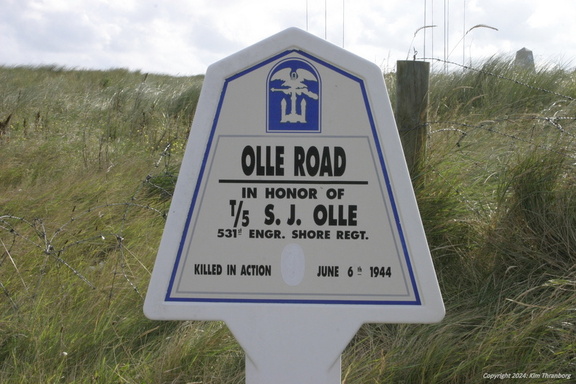 OLLE ROAD
IN HONOR OF
T/5 S. J. OLLE
531st ENGR. SHORE REGT.
KILLED IN ACTION JUNE 6th 1944
Copyright 2024: Kim Thranborg